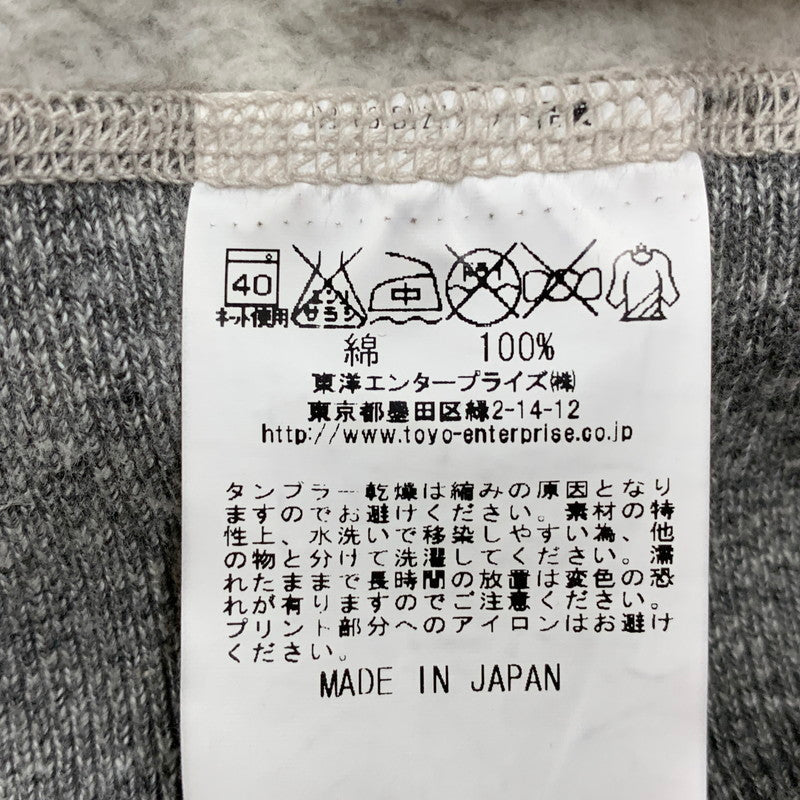 40
ネット使用
エンソ
サラシ
中
ドライ
綿 100%
東洋エンタープライズ㈱
東京都墨田区緑2-14-12
http://www.toyo-enterprise.co.jp
タンブラー乾燥は縮みの原因となり
ますのでお避けください。素材の特
性上、水洗いで移染しやすい為、他
の物と分けて洗濯してください。濡
れたままで長時間の放置は変色の恐
れが有りますのでご注意ください。
プリント部分へのアイロンはお避け
ください。
MADE IN JAPAN